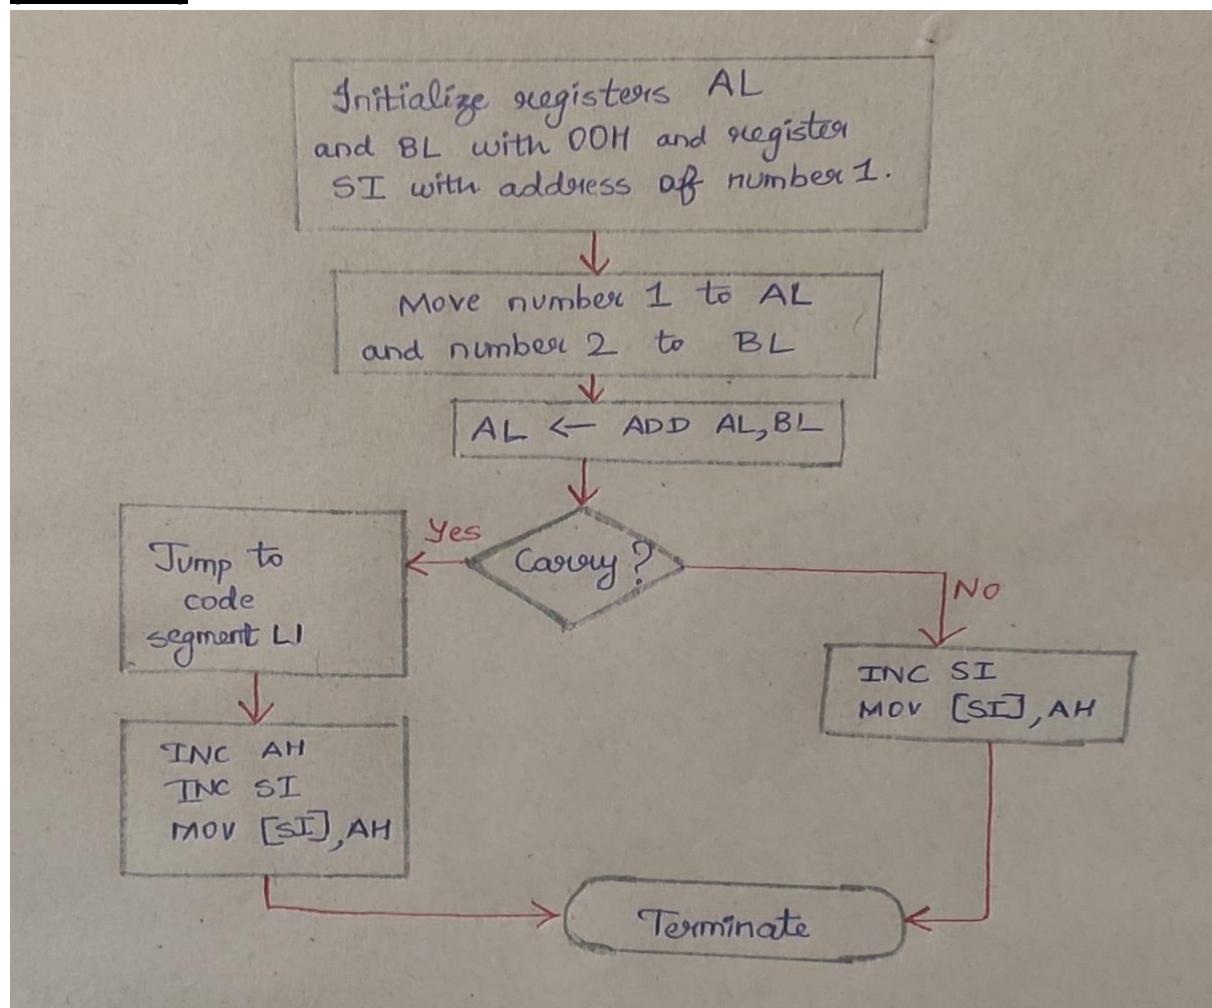 Initialize registers AL
and BL with 00H and register
SI with address of number 1.
Move number 1 to AL
and number 2 to BL
AL ← ADD AL,BL
Carry?
Yes
No
Jump to
code
segment L1
INC SI
MOV [SI],AH
INC AH
INC SI
MOV [SI],AH
Terminate